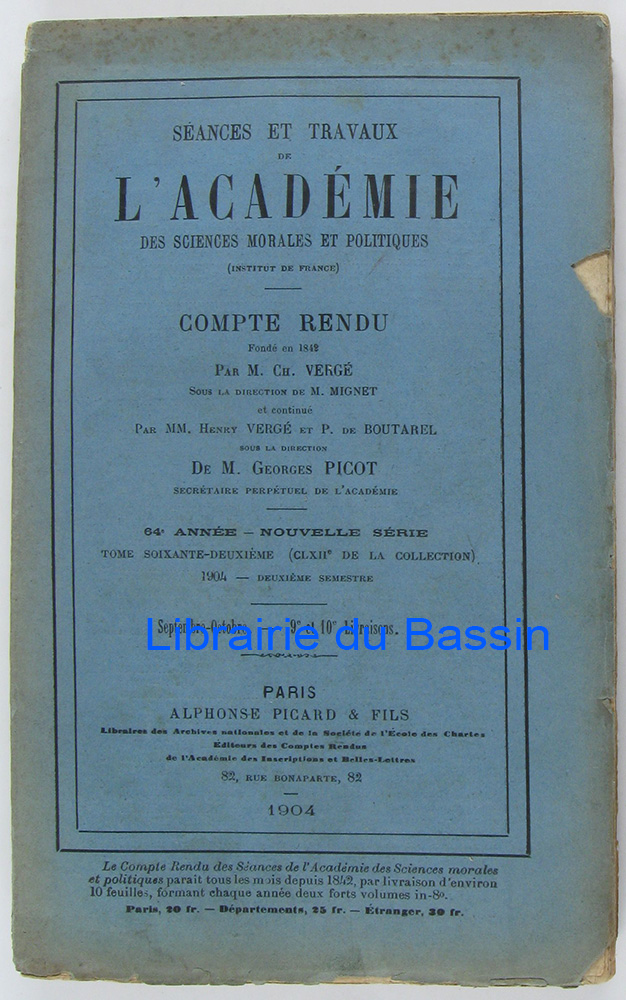 SÉANCES ET TRAVAUX
DE
L'ACADÉMIE
DES SCIENCES MORALES ET POLITIQUES
(INSTITUT DE FRANCE)
COMPTE RENDU
Fondé en 1842
PAR M. CH. VERGÉ
SOUS LA DIRECTION DE M. MIGNET
et continué
PAR MM. HENRY VERGÉ ET P. DE BOUTAREL
SOUS LA DIRECTION
DE M. GEORGES PICOT
SECRÉTAIRE PERPÉTUEL DE L'ACADÉMIE
64e ANNÉE — NOUVELLE SÉRIE
TOME SOIXANTE-DEUXIÈME (CLXIIe DE LA COLLECTION)
1904 — DEUXIÈME SEMESTRE
Septembre-Octobre 9e et 10e Livraisons.
Librairie du Bassin
PARIS
ALPHONSE PICARD & FILS
Libraires des Archives nationales et de la Société de l'École des Chartes
Éditeurs des Comptes Rendus
de l'Académie des Inscriptions et Belles-Lettres
82, RUE BONAPARTE, 82
1904
Le Compte Rendu des Séances de l'Académie des Sciences morales
et politiques parait tous les mois depuis 1842, par livraison d'environ
10 feuilles, formant chaque année deux forts volumes in-8o.
Paris, 20 fr. — Départements, 25 fr. — Étranger, 30 fr.